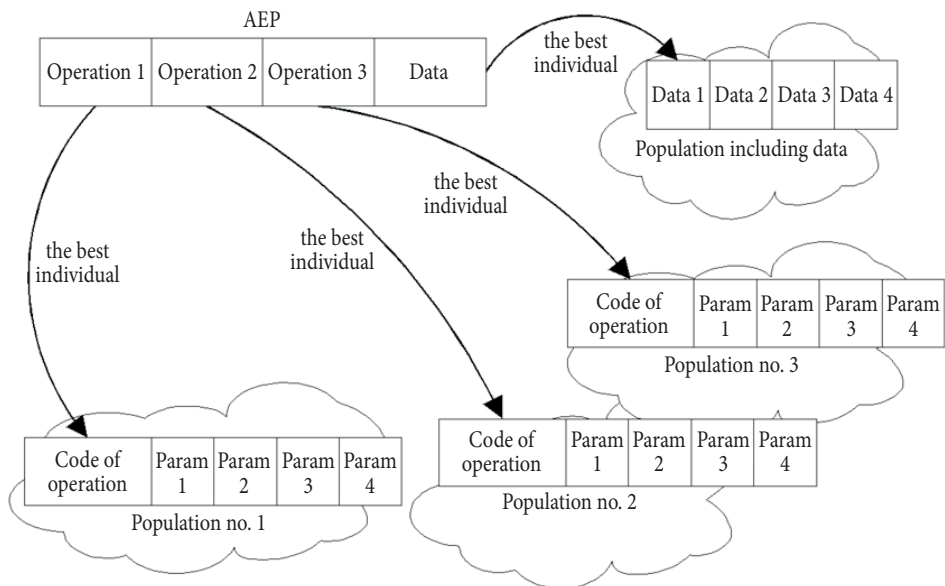 AEP
Operation 1 Operation 2 Operation 3 Data
the best
individual
Data 1 Data 2 Data 3 Data 4
Population including data
the best
individual
the best
individual
the best
individual
Code of
operation
Param
1
Param
2
Param
3
Param
4
Population no. 3
Code of
operation
Param
1
Param
2
Param
3
Param
4
Population no. 2
Code of
operation
Param
1
Param
2
Param
3
Param
4
Population no. 1